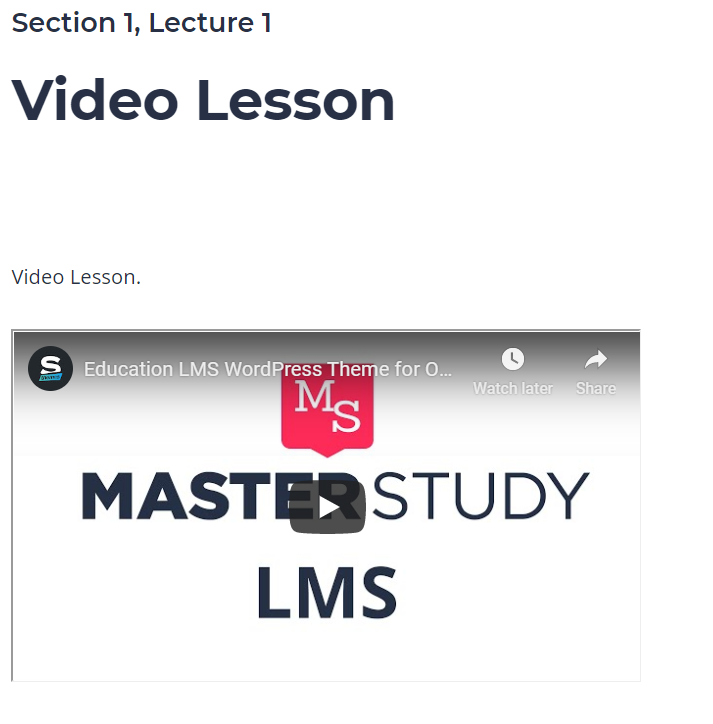 Section 1, Lecture 1
Video Lesson
Video Lesson.
Education LMS WordPress Theme for O...
Watch later
Share
MS
MASTERSTUDY
LMS